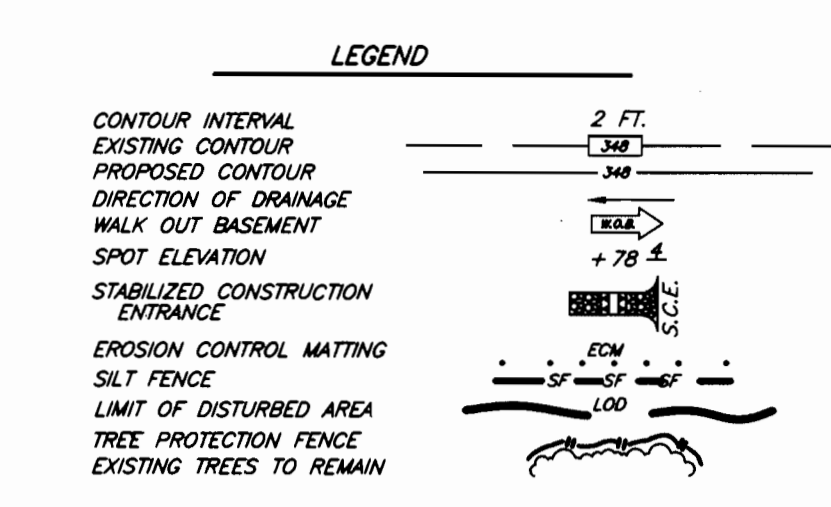 LEGEND
CONTOUR INTERVAL 2 FT.
EXISTING CONTOUR 348
PROPOSED CONTOUR 348
DIRECTION OF DRAINAGE
WALK OUT BASEMENT W.O.B.
SPOT ELEVATION + 78 4
STABILIZED CONSTRUCTION
ENTRANCE S.C.E.
EROSION CONTROL MATTING ECM
SILT FENCE SF SF SF
LIMIT OF DISTURBED AREA LOD
TREE PROTECTION FENCE
EXISTING TREES TO REMAIN